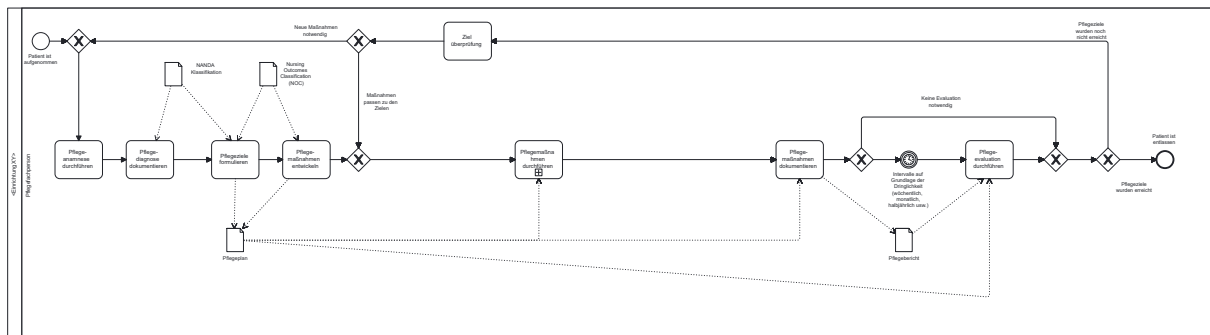 <Einrichtung XY>
Pflegefachperson
Patient ist
aufgenommen
Neue Maßnahmen
notwendig
Ziel
überprüfung
Pflegeziele
wurden noch
nicht erreicht
NANDA
Klassifikation
Nursing
Outcomes
Classification
(NOC)
Maßnahmen
passen zu den
Zielen
Keine Evaluation
notwendig
Patient ist
entlassen
Pflege-
anamnese
durchführen
Pflege-
diagnose
dokumentieren
Pflegeziele
formulieren
Pflege-
maßnahmen
entwickeln
Pflegemaßna
hmen
durchführen
Pflege-
maßnahmen
dokumentieren
Intervalle auf
Grundlage der
Dringlichkeit
(wöchentlich,
monatlich,
halbjährlich usw.)
Pflege-
evaluation
durchführen
Pflegeziele
wurden erreicht
Pflegeplan
Pflegebericht